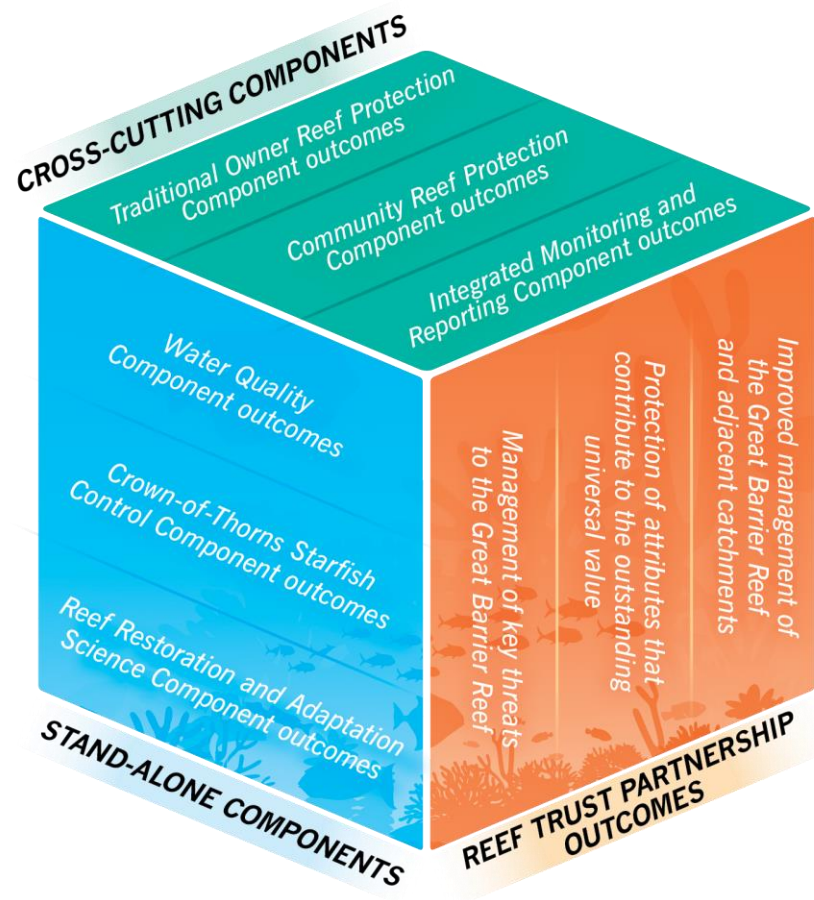 CROSS-CUTTING COMPONENTS
Traditional Owner Reef Protection
Component outcomes
Community Reef Protection
Component outcomes
Integrated Monitoring and
Reporting Component outcomes
Water Quality
Component outcomes
Crown-of-Thorns Starfish
Control Component outcomes
Reef Restoration and Adaptation
Science Component outcomes
STAND-ALONE COMPONENTS
Improved management of
the Great Barrier Reef
and adjacent catchments
Protection of attributes that
contribute to the outstanding
universal value
Management of key threats
to the Great Barrier Reef
REEF TRUST PARTNERSHIP
OUTCOMES